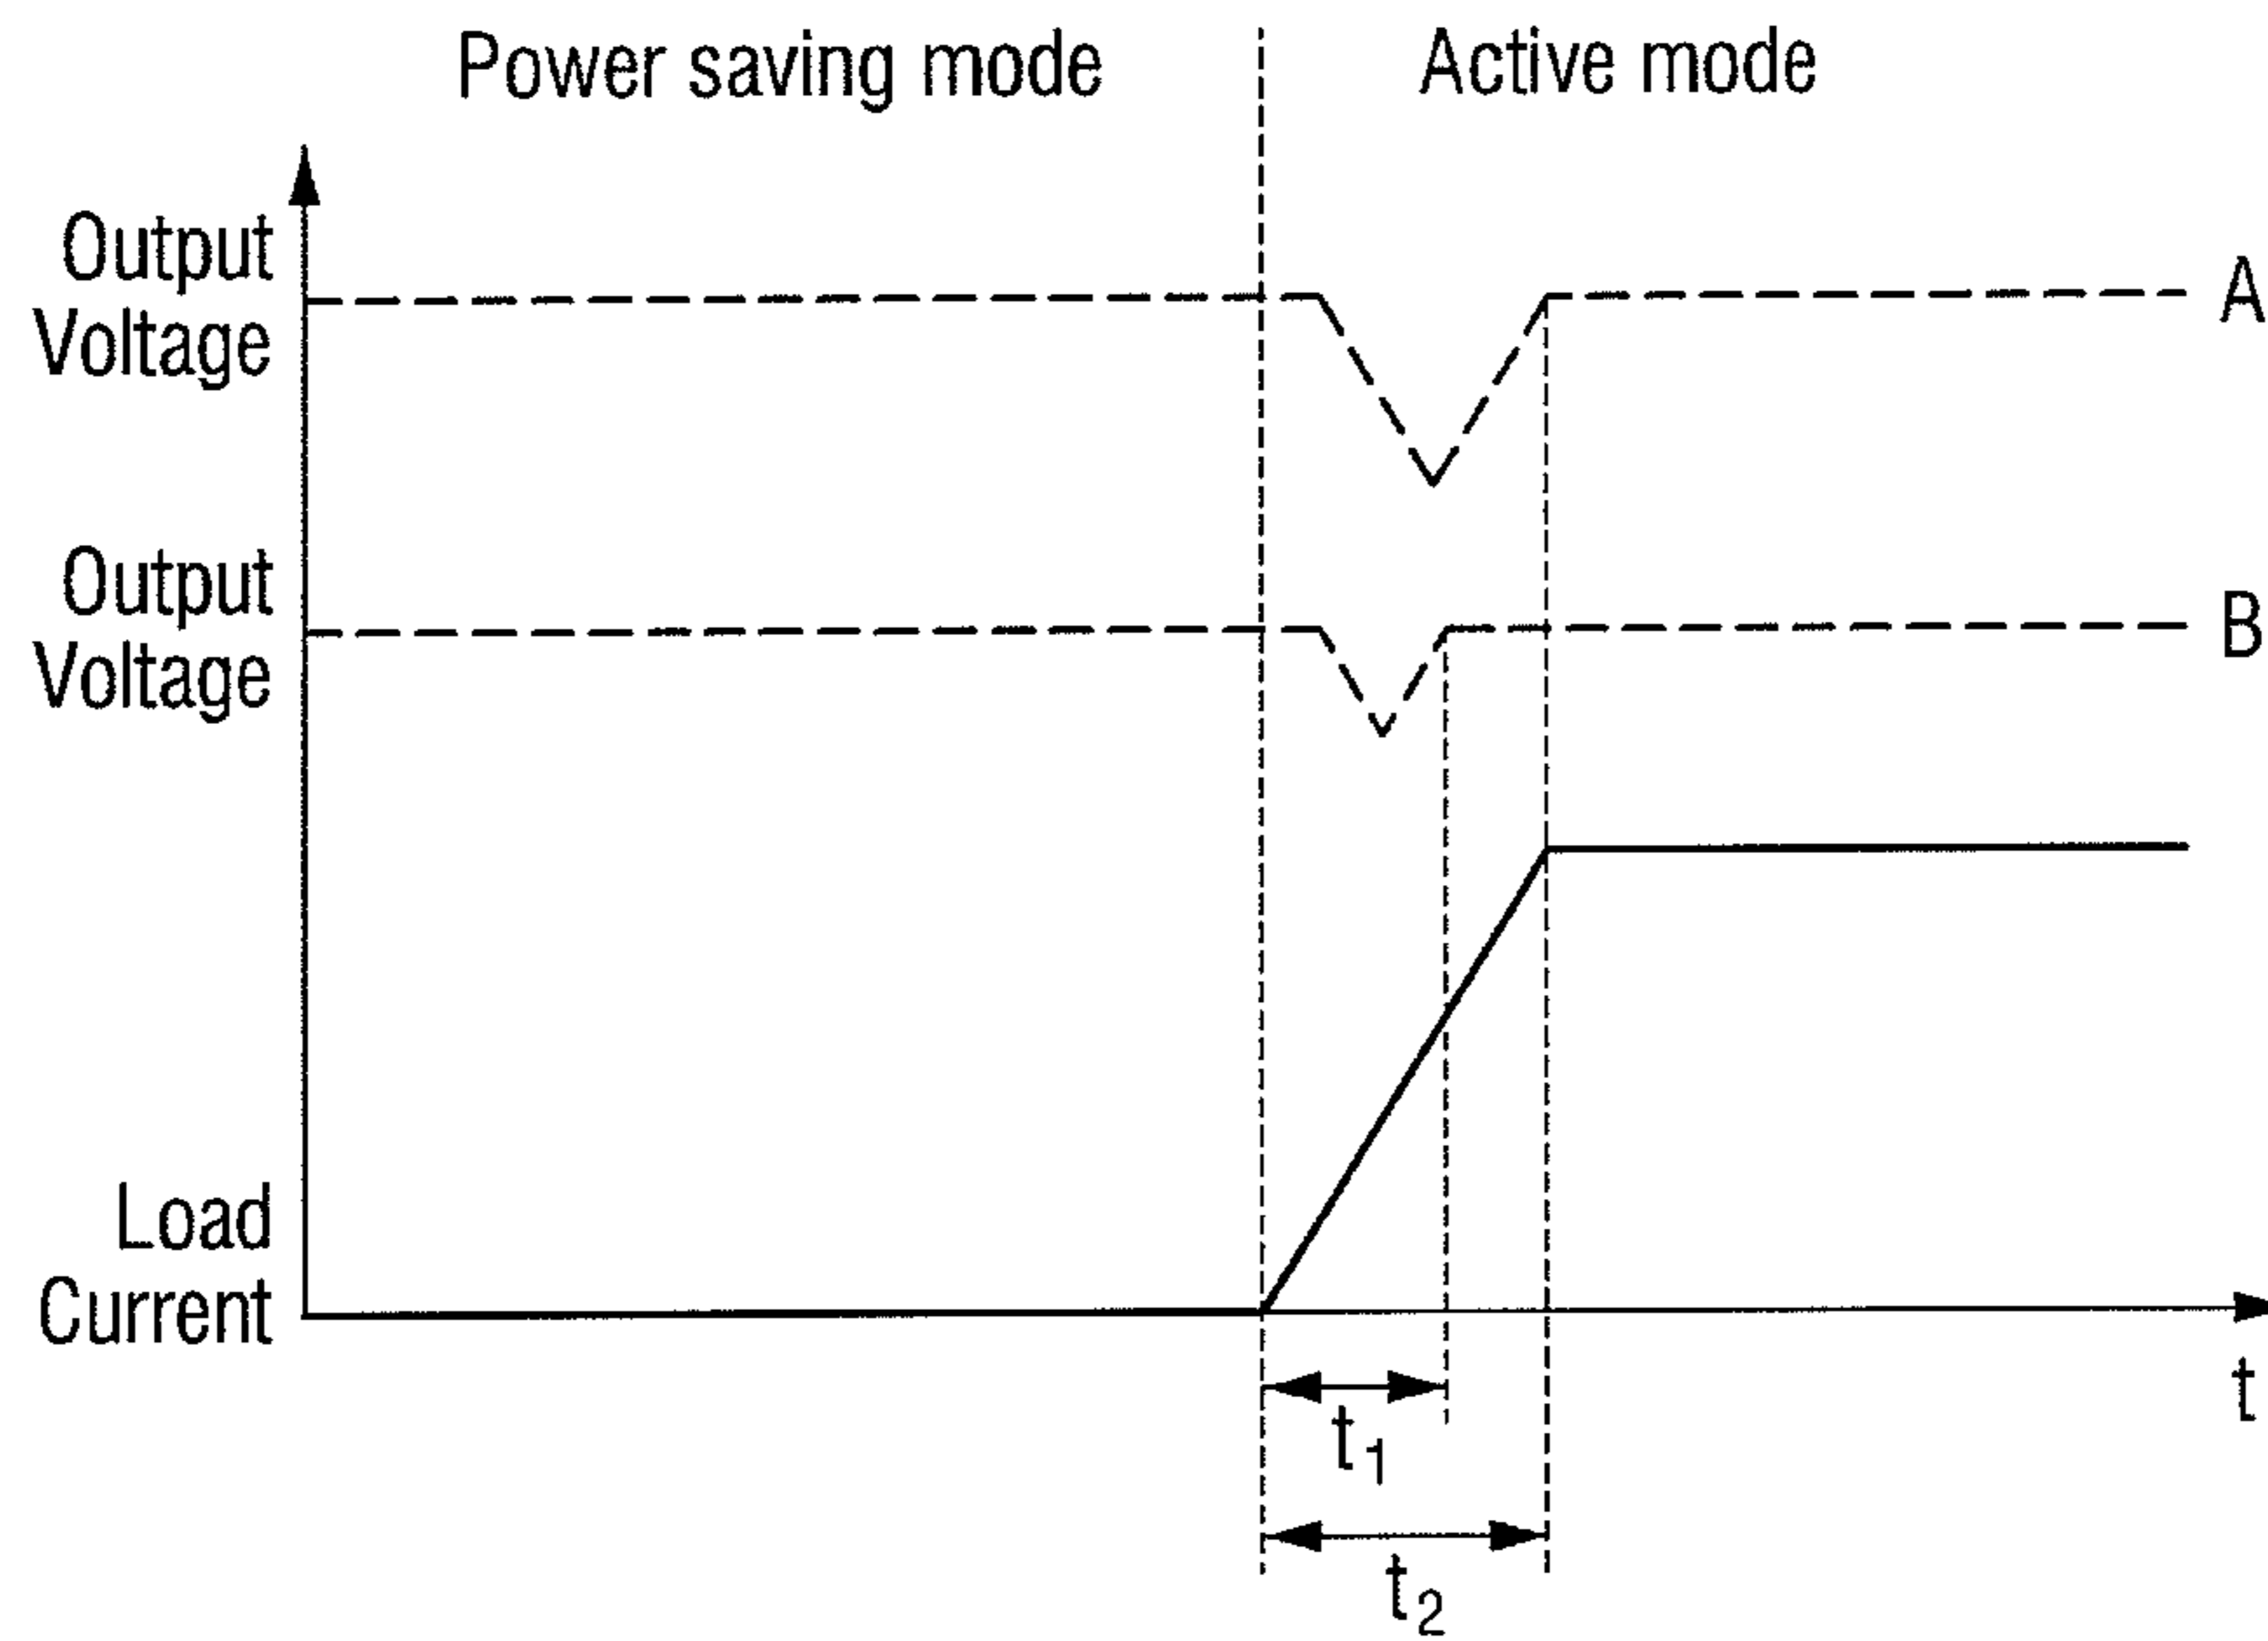 Power saving mode
Active mode
Output
Voltage
A
Output
Voltage
B
Load
Current
t
t1
t2